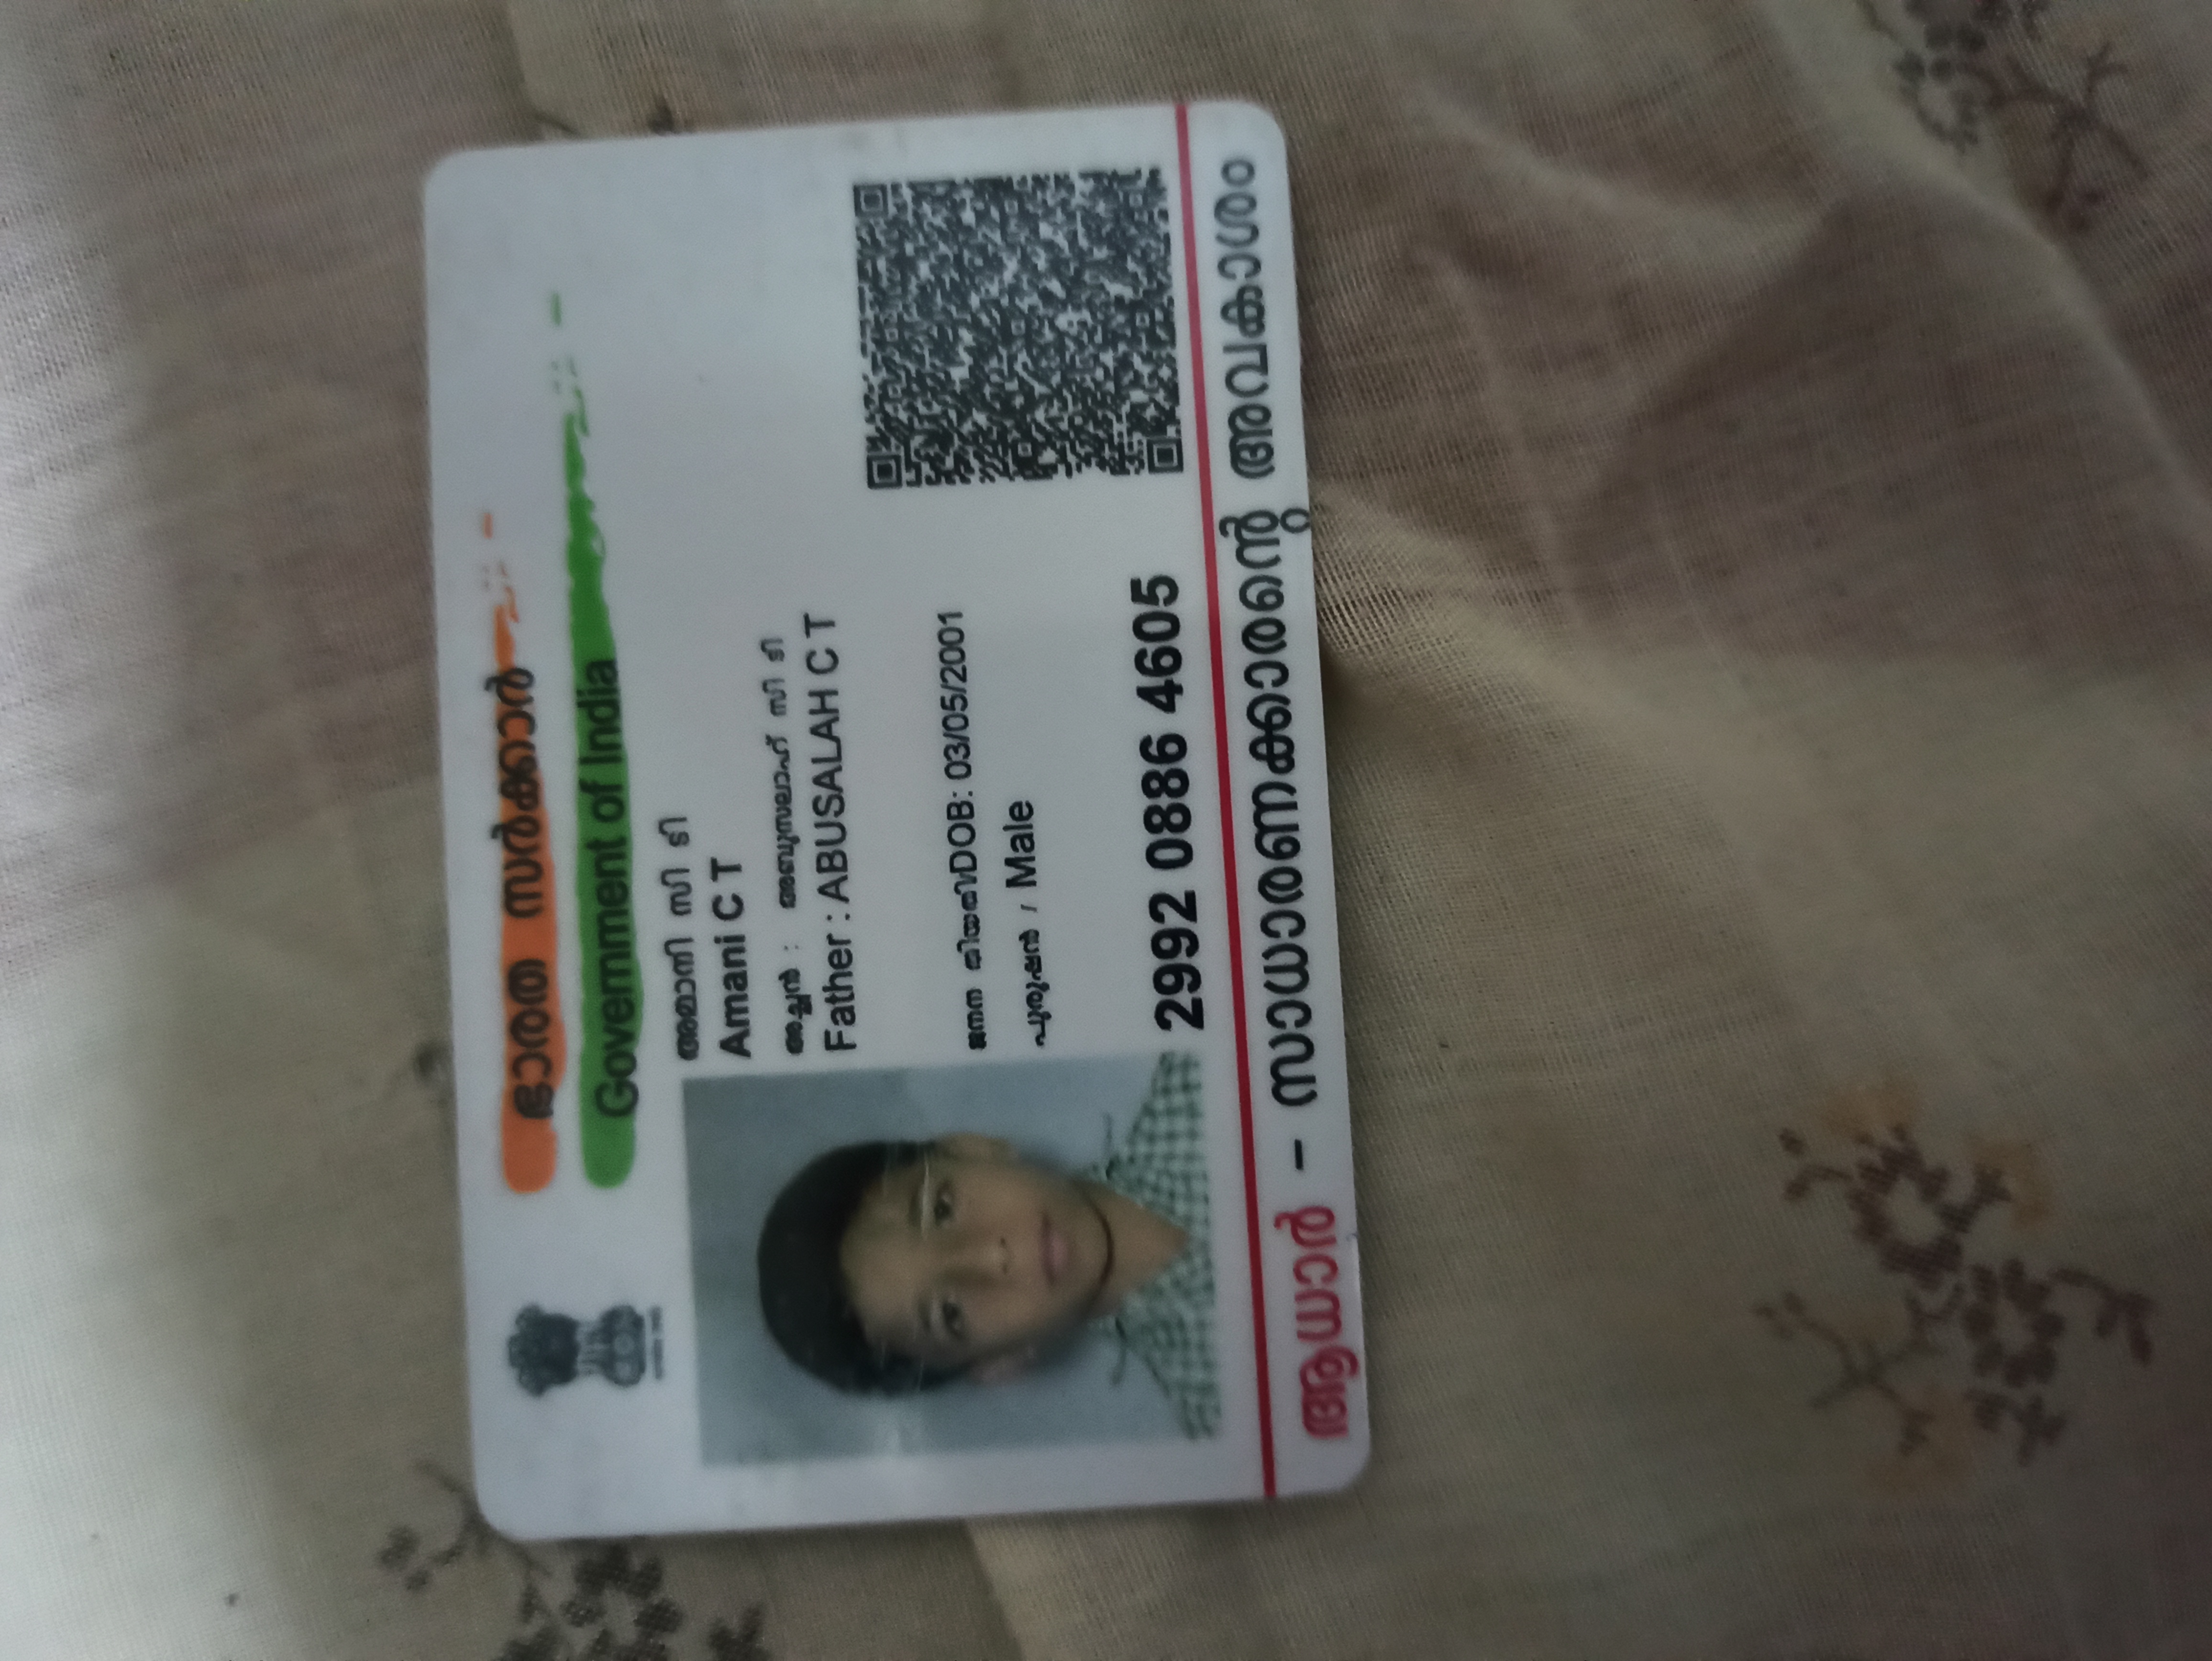 ഭാരത സർക്കാർ
Government of India
അമാനി സി ടി
Amani C T
അച്ഛൻ : അബുസലാഹ് സി ടി
Father : ABUSALAH C T
ജനന തിയതി/DOB: 03/05/2001
പുരുഷൻ / Male
2992 0886 4605
ആധാർ - സാധാരണക്കാരന്റെ അവകാശം